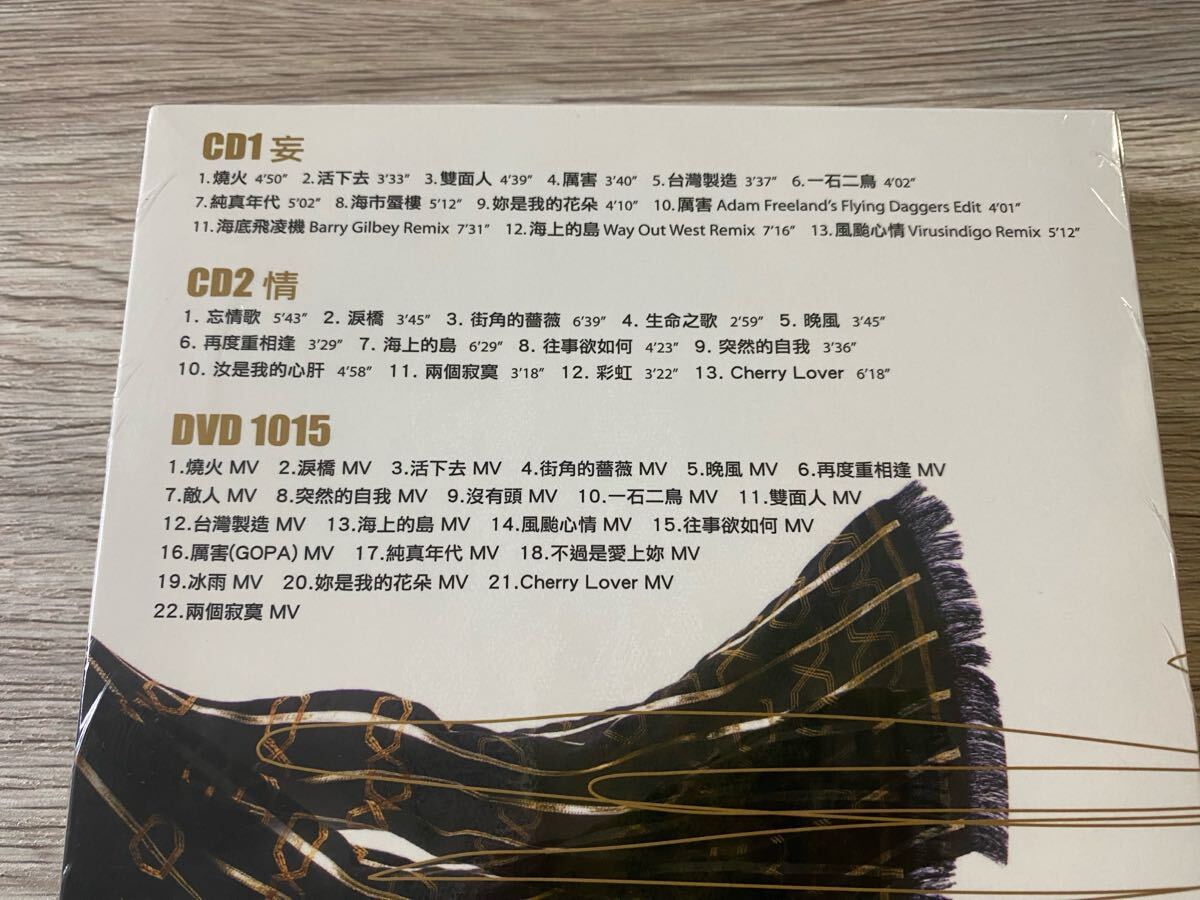 CD1 妄
1.燒火 4’50” 2.活下去 3’33” 3.雙面人 4’39” 4.厲害 3’40” 5.台灣製造 3’37” 6.一石二鳥 4’02”
7.純真年代 5’02” 8.海市蜃樓 5’12” 9.妳是我的花朵 4’10” 10.厲害 Adam Freeland’s Flying Daggers Edit 4’01”
11.海底飛凌機 Barry Gilbey Remix 7’31” 12.海上的島 Way Out West Remix 7’16” 13.風颱心情 Virusindigo Remix 5’12”
CD2 情
1. 忘情歌 5’43” 2. 淚橋 3’45” 3. 街角的薔薇 6’39” 4. 生命之歌 2’59” 5. 晚風 3’45”
6. 再度重相逢 3’29” 7. 海上的島 6’29” 8. 往事欲如何 4’23” 9. 突然的自我 3’36”
10. 汝是我的心肝 4’58” 11. 兩個寂寞 3’18” 12. 彩虹 3’22” 13. Cherry Lover 6’18”
DVD 1015
1.燒火 MV 2.淚橋 MV 3.活下去 MV 4.街角的薔薇 MV 5.晚風 MV 6.再度重相逢 MV
7.敵人 MV 8.突然的自我 MV 9.沒有頭 MV 10.一石二鳥 MV 11.雙面人 MV
12.台灣製造 MV 13.海上的島 MV 14.風颱心情 MV 15.往事欲如何 MV
16.厲害(GOPA) MV 17.純真年代 MV 18.不過是愛上妳 MV
19.冰雨 MV 20.妳是我的花朵 MV 21.Cherry Lover MV
22.兩個寂寞 MV